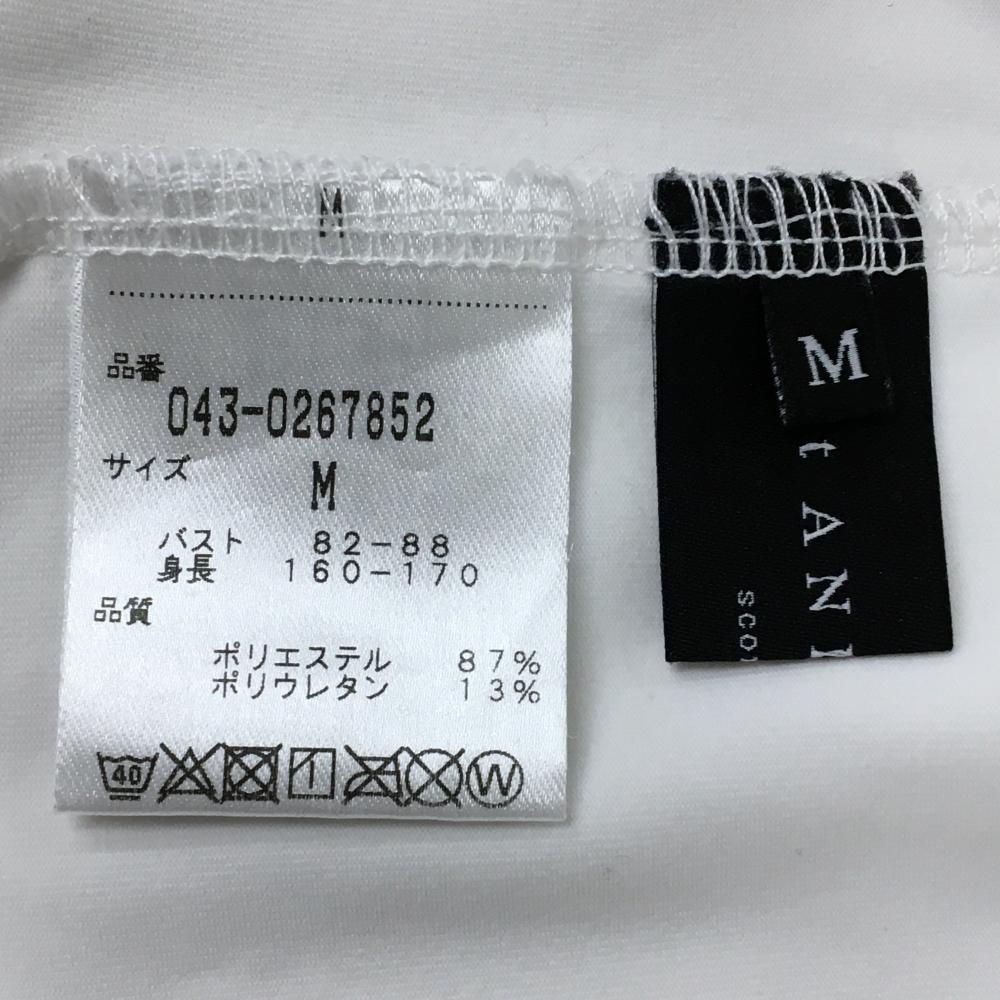 M
品番
043-0267852
サイズ
M
バスト 82-88
身長 160-170
品質
ポリエステル 87%
ポリウレタン 13%
40
W
M
t AN
SCO